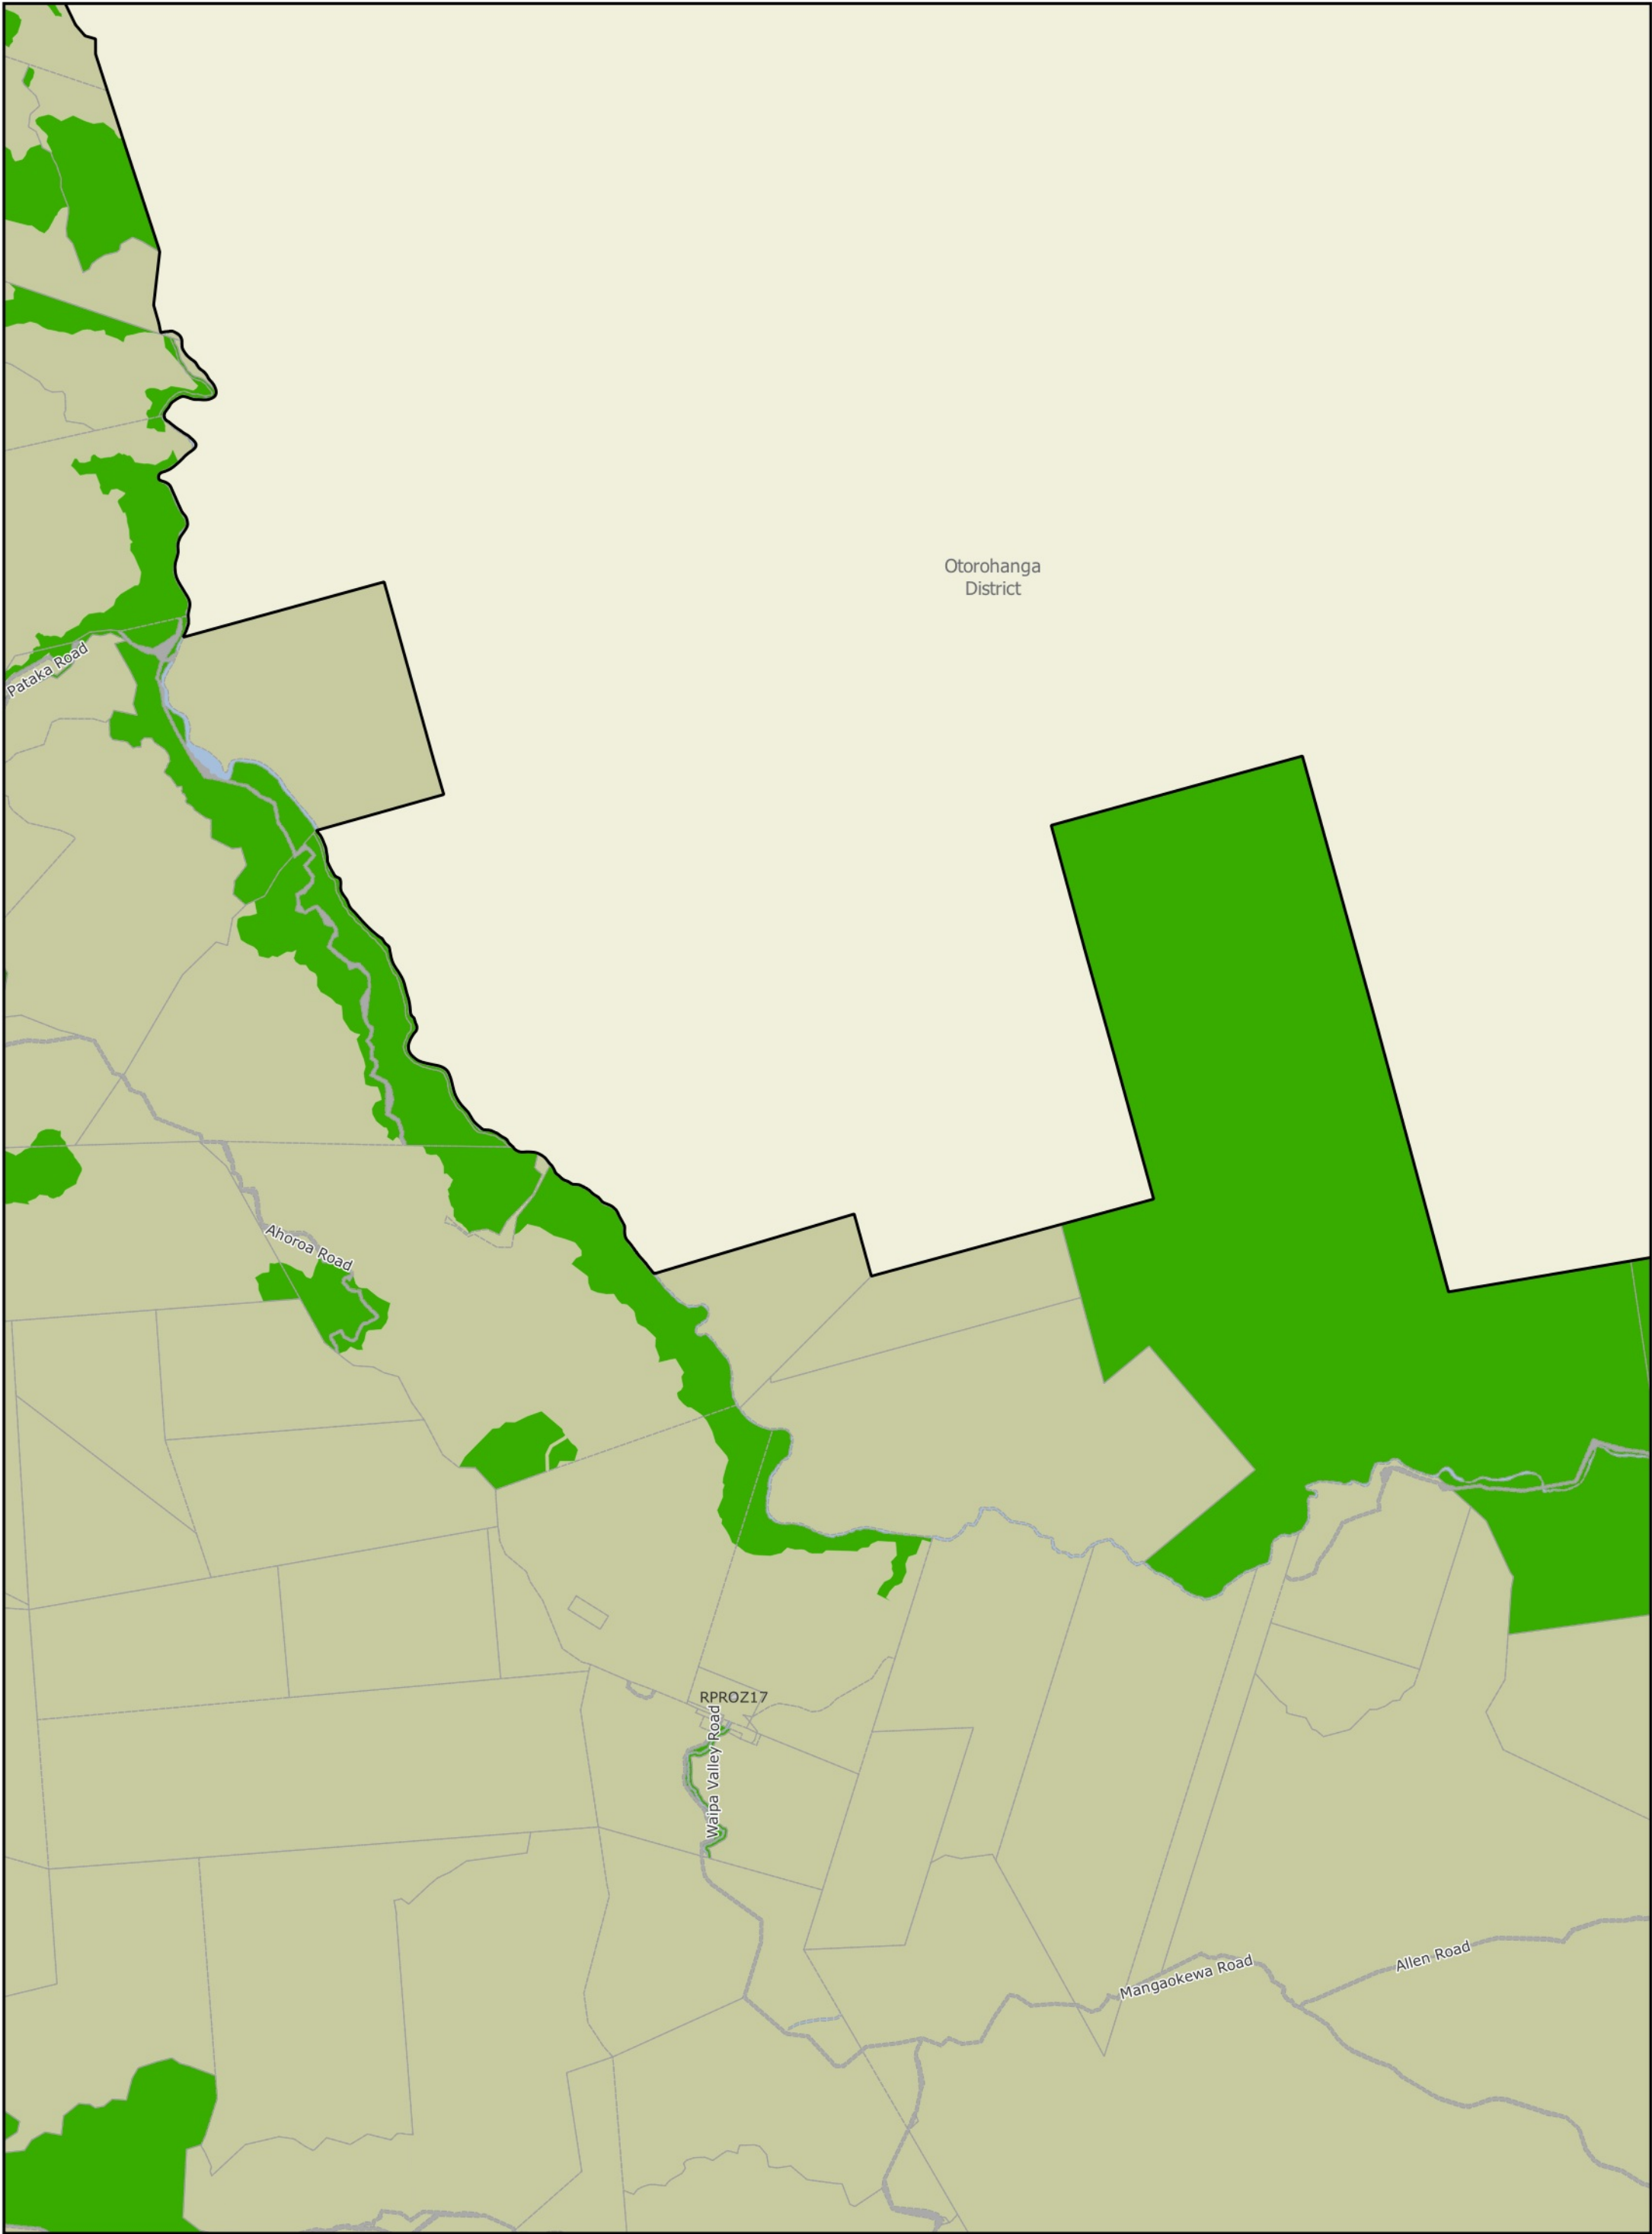 Otorohanga
District
Pataka Road
Ahoroa Road
RPROZ17
Waipa Valley Road
Allen Road
Mangaokewa Road